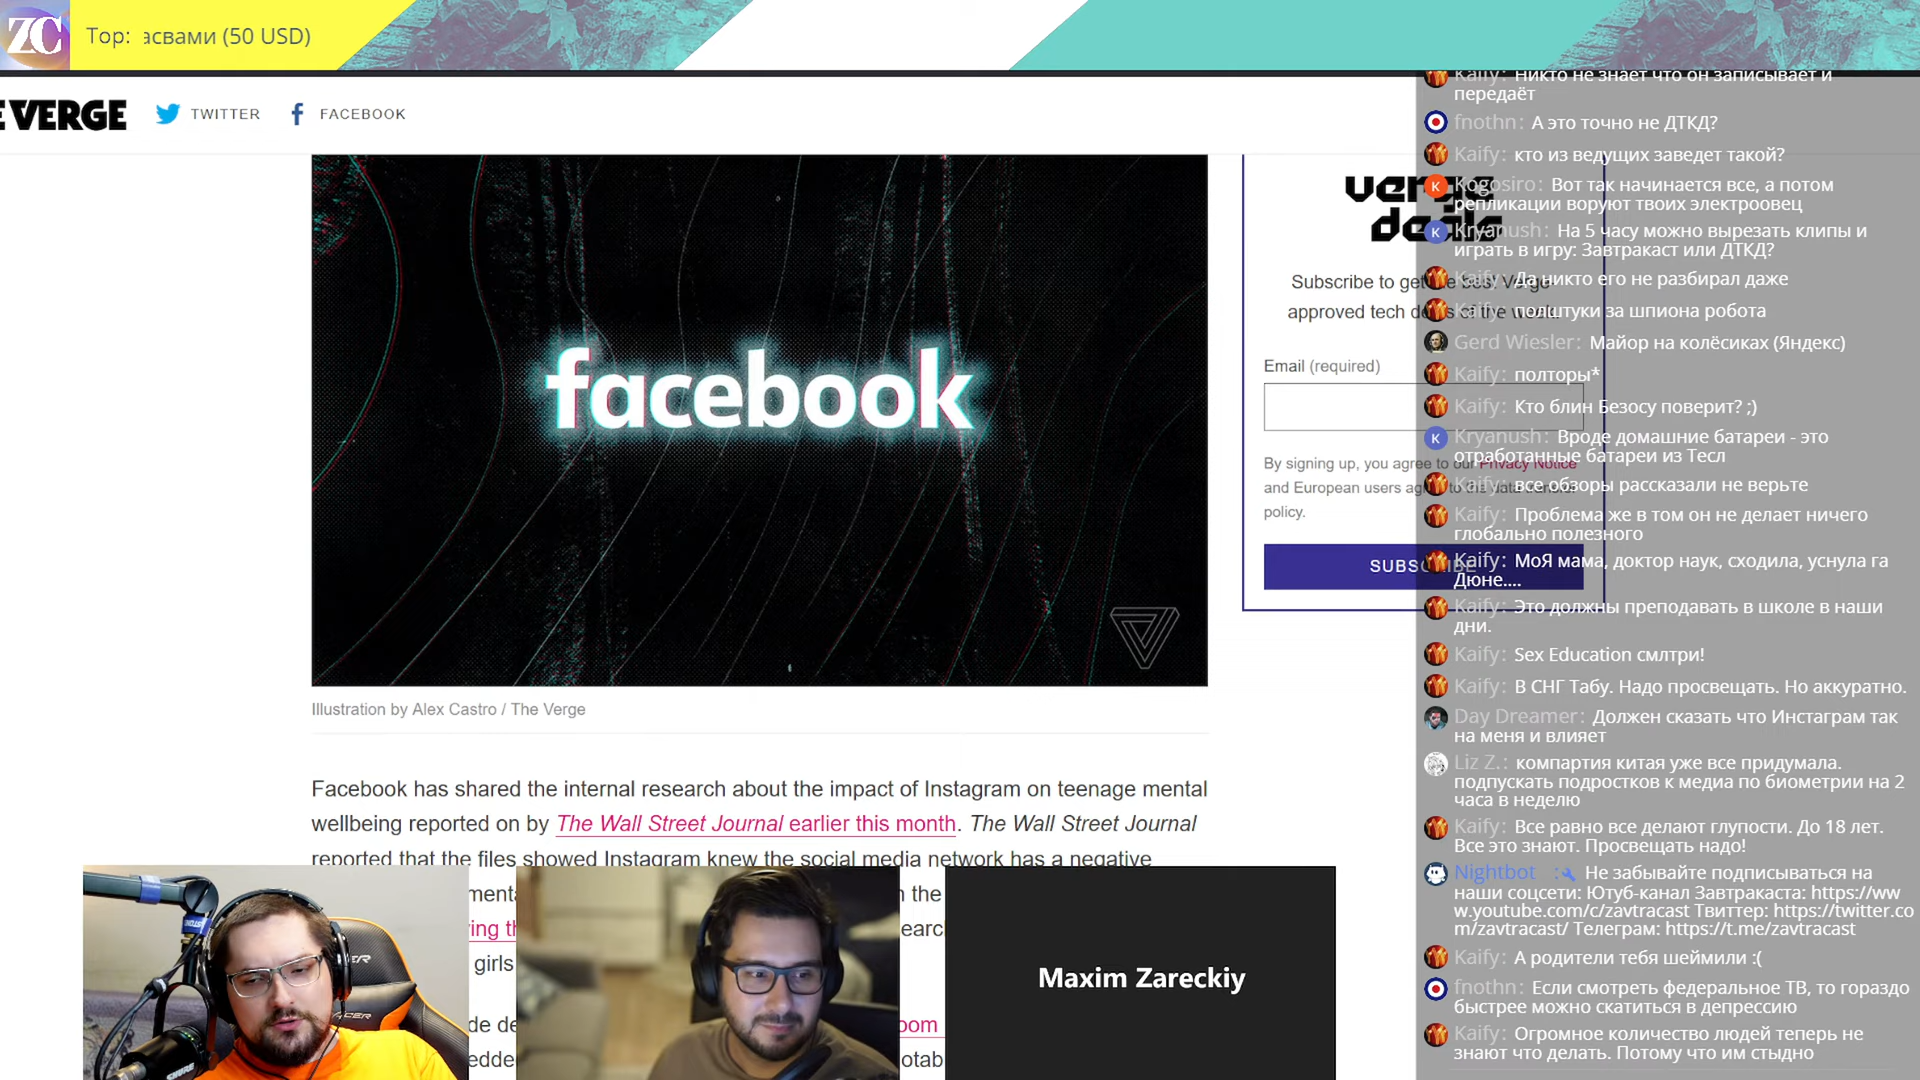 ZC
Top: асвами (50 USD)
E VERGE
TWITTER
FACEBOOK
facebook
Illustration by Alex Castro / The Verge
Facebook has shared the internal research about the impact of Instagram on teenage mental
wellbeing reported on by The Wall Street Journal earlier this month. The Wall Street Journal
reported that the files showed Instagram knew the social media network has a negative
girls
de de
Maxim Zareckiy
verge
deals
Subscribe to get
approved tech
Email (required)
By signing up, you agree to our Privacy Notice
and European users
policy.
Kaify: Никто не знает что он записывает и
передаёт
fnothn: А это точно не ДТКД?
Kaify: кто из ведущих заведет такой?
Kogosiro: Вот так начинается все, а потом
репликации воруют твоих электроовец
Kryanush: На 5 часу можно вырезать клипы и
играть в игру: Завтракаст или ДТКД?
Kaify: Да никто его не разбирал даже
Kaify: полштуки за шпиона робота
Gerd Wiesler: Майор на колёсиках (Яндекс)
Kaify: полторы*
Kaify: Кто блин Безосу поверит? ;)
Kryanush: Вроде домашние батареи - это
отработанные батареи из Тесл
Kaify: все обзоры рассказали не верьте
Kaify: Проблема же в том он не делает ничего
глобально полезного
Kaify: МоЯ мама, доктор наук, сходила, уснула га
Дюне....
Kaify: Это должны преподавать в школе в наши
дни.
Kaify: Sex Education смлтри!
Kaify: В СНГ Табу. Надо просвещать. Но аккуратно.
Day Dreamer: Должен сказать что Инстаграм так
на меня и влияет
Liz Z.: компартия китая уже все придумала.
подпускать подростков к медиа по биометрии на 2
часа в неделю
Kaify: Все равно все делают глупости. До 18 лет.
Все это знают. Просвещать надо!
Nightbot : Не забывайте подписываться на
наши соцсети: Ютуб-канал Завтракаста: https://ww
w.youtube.com/c/zavtracast Твиттер: https://twitter.co
m/zavtracast/ Телеграм: https://t.me/zavtracast
Kaify: А родители тебя шеймили :(
fnothn: Если смотреть федеральное ТВ, то гораздо
быстрее можно скатиться в депрессию
Kaify: Огромное количество людей теперь не
знают что делать. Потому что им стыдно